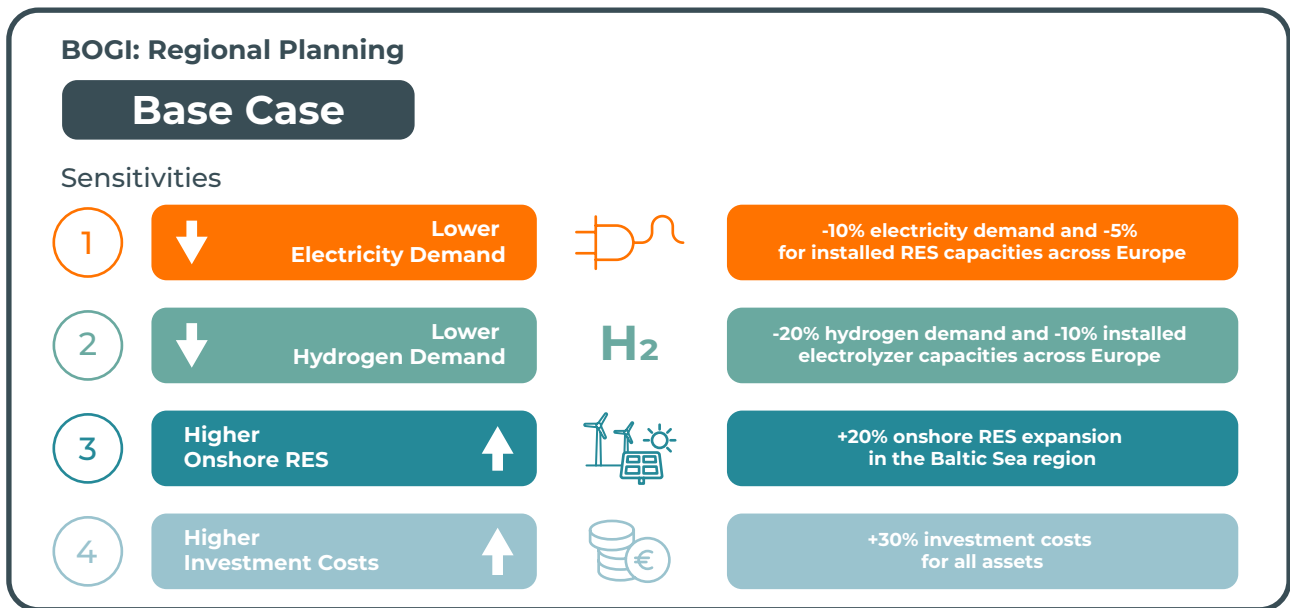 BOGI: Regional Planning
Base Case
Sensitivities
1
Lower
Electricity Demand
-10% electricity demand and -5%
for installed RES capacities across Europe
2
Lower
Hydrogen Demand
H₂
-20% hydrogen demand and -10% installed
electrolyzer capacities across Europe
3
Higher
Onshore RES
+20% onshore RES expansion
in the Baltic Sea region
4
Higher
Investment Costs
€
+30% investment costs
for all assets